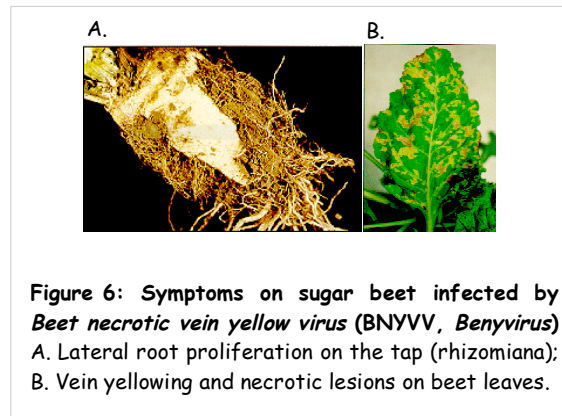 A.
B.
Figure 6: Symptoms on sugar beet infected by
Beet necrotic vein yellow virus (BNYVV, Benyvirus)
A. Lateral root proliferation on the tap (rhizomiana);
B. Vein yellowing and necrotic lesions on beet leaves.